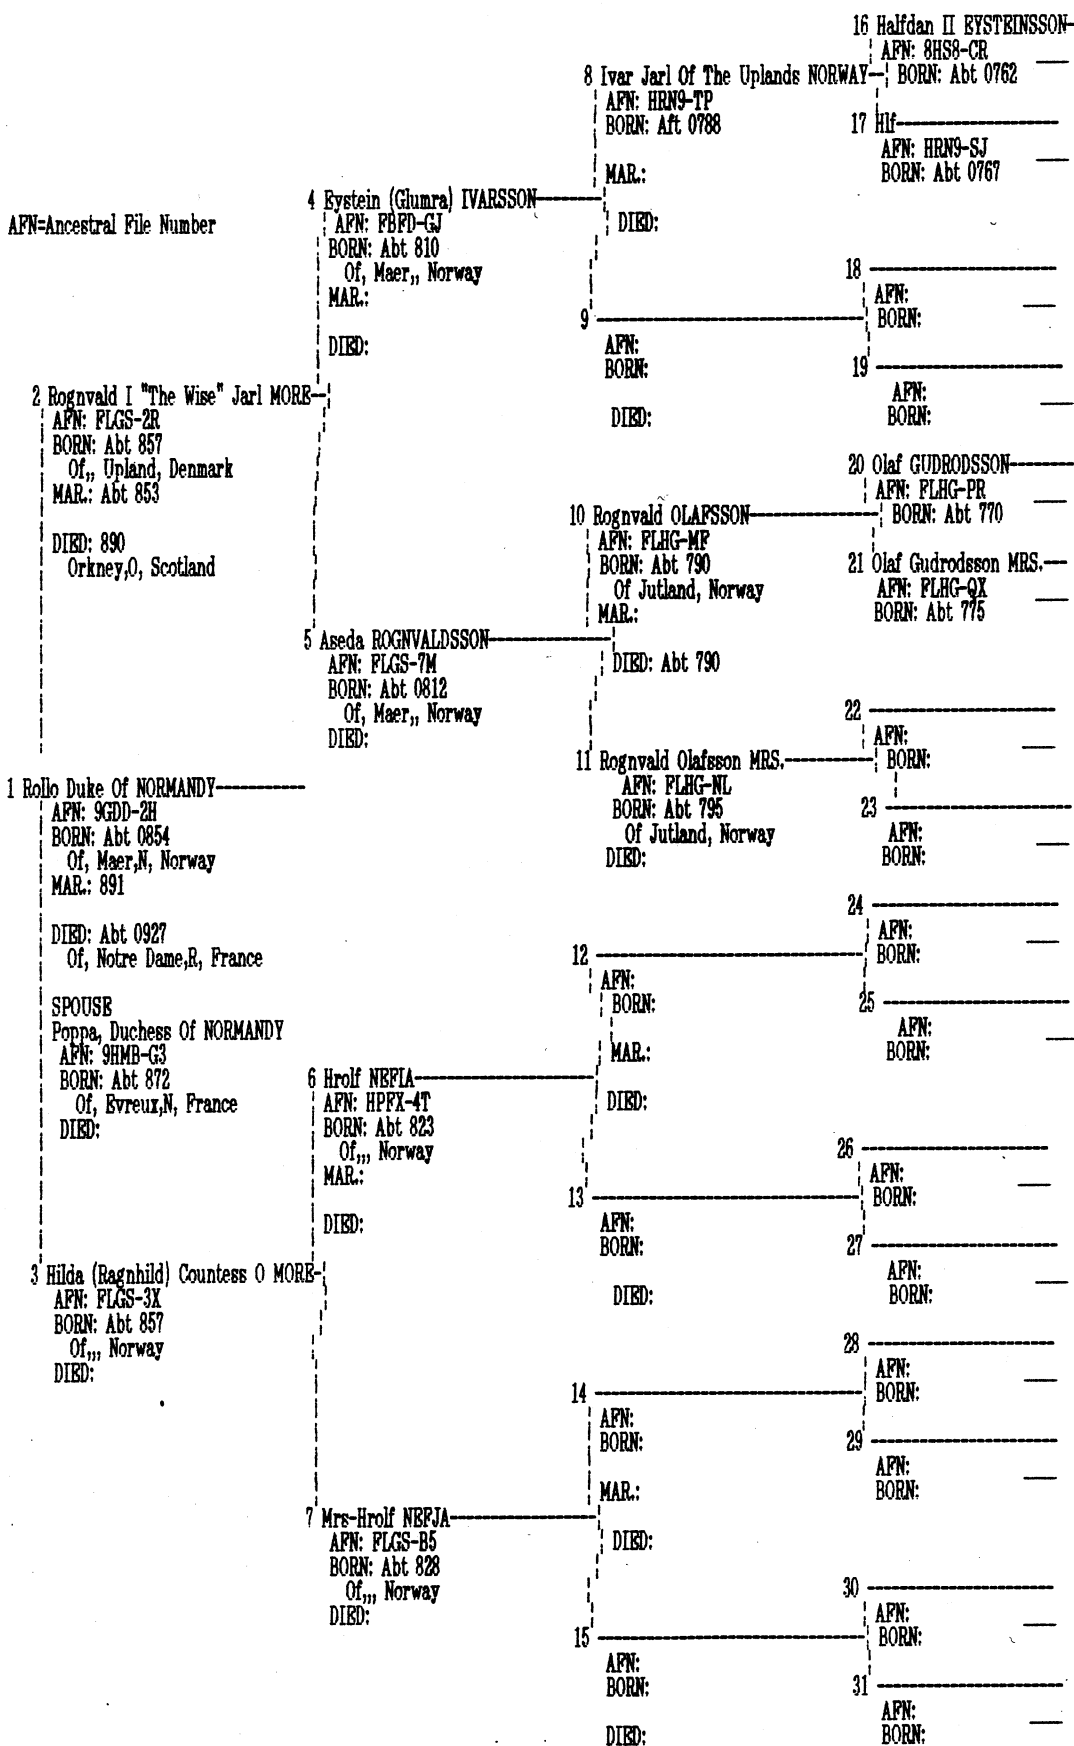 AFN=Ancestral File Number
1 Rollo Duke Of NORMANDY
AFN: 9GDD-2H
BORN: Abt 0854
Of, Maer,N, Norway
MAR.: 891
DIED: Abt 0927
Of, Notre Dame,R, France
SPOUSE
Poppa, Duchess Of NORMANDY
AFN: 9HMB-G3
BORN: Abt 872
Of, Evreux,N, France
DIED:
2 Rognvald I "The Wise" Jarl MORE
AFN: FLGS-2R
BORN: Abt 857
Of,, Upland, Denmark
MAR.: Abt 853
DIED: 890
Orkney,O, Scotland
3 Hilda (Ragnhild) Countess O MORE
AFN: FLGS-3X
BORN: Abt 857
Of,,, Norway
DIED:
4 Eystein (Glumra) IVARSSON
AFN: FBFD-GJ
BORN: Abt 810
Of, Maer,, Norway
MAR.:
DIED:
5 Aseda ROGNVALDSSON
AFN: FLGS-7M
BORN: Abt 0812
Of, Maer,, Norway
DIED:
6 Hrolf NEFIA
AFN: HPFX-4T
BORN: Abt 823
Of,,, Norway
MAR.:
DIED:
7 Mrs-Hrolf NEFJA
AFN: FLGS-B5
BORN: Abt 828
Of,,, Norway
DIED:
8 Ivar Jarl Of The Uplands NORWAY
AFN: HRN9-TP
BORN: Aft 0788
MAR.:
DIED:
9
AFN:
BORN:
DIED:
10 Rognvald OLAFSSON
AFN: FLHG-MF
BORN: Abt 790
Of Jutland, Norway
MAR.:
DIED: Abt 790
11 Rognvald Olafsson MRS.
AFN: FLHG-NL
BORN: Abt 795
Of Jutland, Norway
DIED:
12
AFN:
BORN:
MAR.:
DIED:
13
AFN:
BORN:
DIED:
14
AFN:
BORN:
MAR.:
DIED:
15
AFN:
BORN:
DIED:
16 Halfdan II EYSTEINSSON
AFN: 8HS8-CR
BORN: Abt 0762
17 Hlf
AFN: HRN9-SJ
BORN: Abt 0767
18
AFN:
BORN:
19
AFN:
BORN:
20 Olaf GUDRODSSON
AFN: FLHG-PR
BORN: Abt 770
21 Olaf Gudrodsson MRS.
AFN: FLHG-QX
BORN: Abt 775
22
AFN:
BORN:
23
AFN:
BORN:
24
AFN:
BORN:
25
AFN:
BORN:
26
AFN:
BORN:
27
AFN:
BORN:
28
AFN:
BORN:
29
AFN:
BORN:
30
AFN:
BORN:
31
AFN:
BORN: